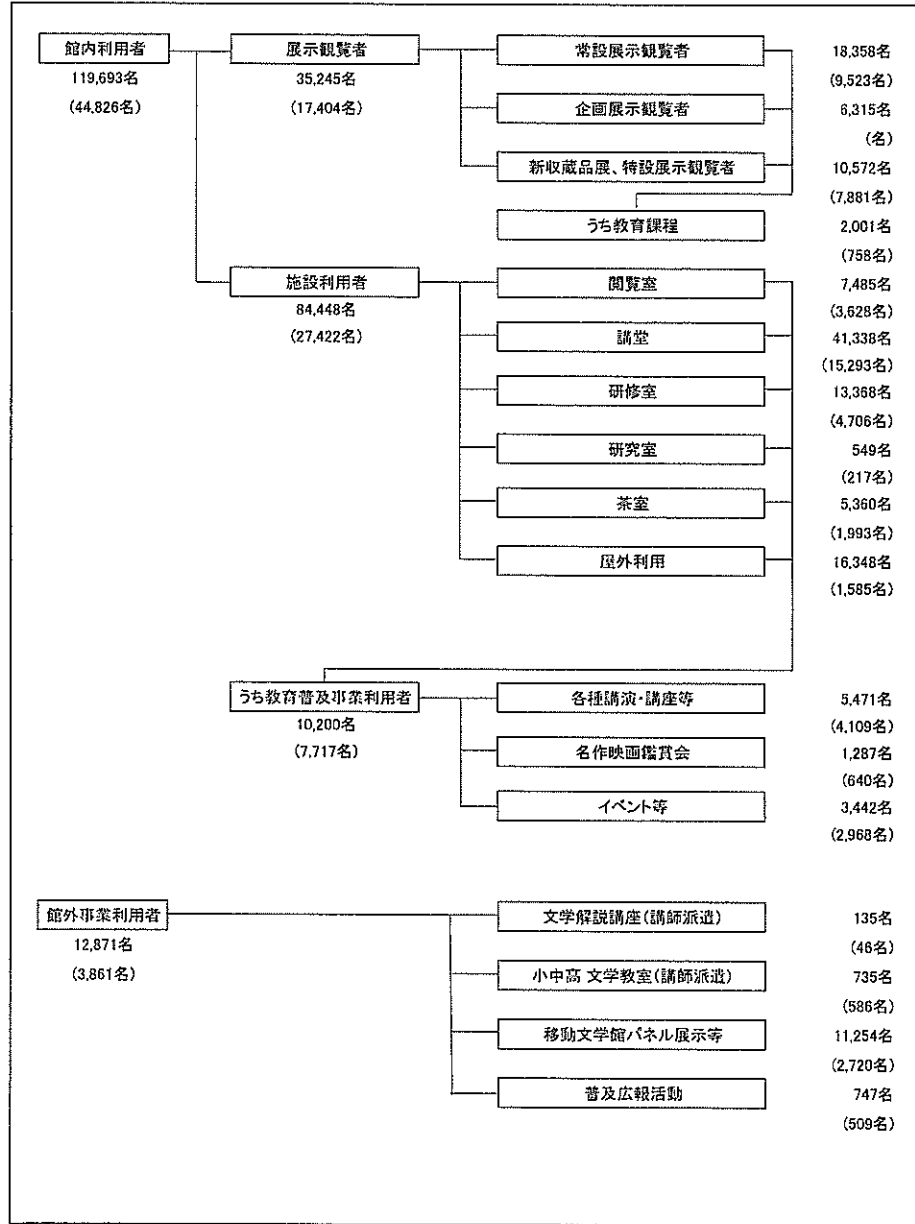 館内利用者 展示観覧者 常設展示観覧者 18,358名
119,693名 35,245名 (9,523名)
(44,826名) (17,404名) 企画展示観覧者 6,315名
(名)
新収蔵品展、特設展示観覧者 10,572名
(7,881名)
うち教育課程 2,001名
(758名)
施設利用者 閲覧室 7,485名
84,448名 (3,628名)
(27,422名) 講堂 41,338名
(15,293名)
研修室 13,368名
(4,706名)
研究室 549名
(217名)
茶室 5,360名
(1,993名)
屋外利用 16,348名
(1,585名)
うち教育普及事業利用者 各種講演・講座等 5,471名
10,200名 (4,109名)
(7,717名) 名作映画鑑賞会 1,287名
(640名)
イベント等 3,442名
(2,968名)
館外事業利用者 文学解説講座(講師派遣) 135名
12,871名 (46名)
(3,861名) 小中高 文学教室(講師派遣) 735名
(586名)
移動文学館パネル展示等 11,254名
(2,720名)
普及広報活動 747名
(509名)